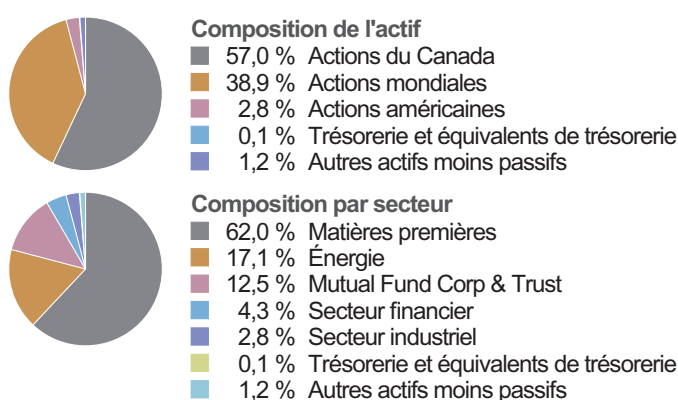 Composition de l'actif
57,0 % Actions du Canada
38,9 % Actions mondiales
2,8 % Actions américaines
0,1 % Trésorerie et équivalents de trésorerie
1,2 % Autres actifs moins passifs
Composition par secteur
62,0 % Matières premières
17,1 % Énergie
12,5 % Mutual Fund Corp & Trust
4,3 % Secteur financier
2,8 % Secteur industriel
0,1 % Trésorerie et équivalents de trésorerie
1,2 % Autres actifs moins passifs